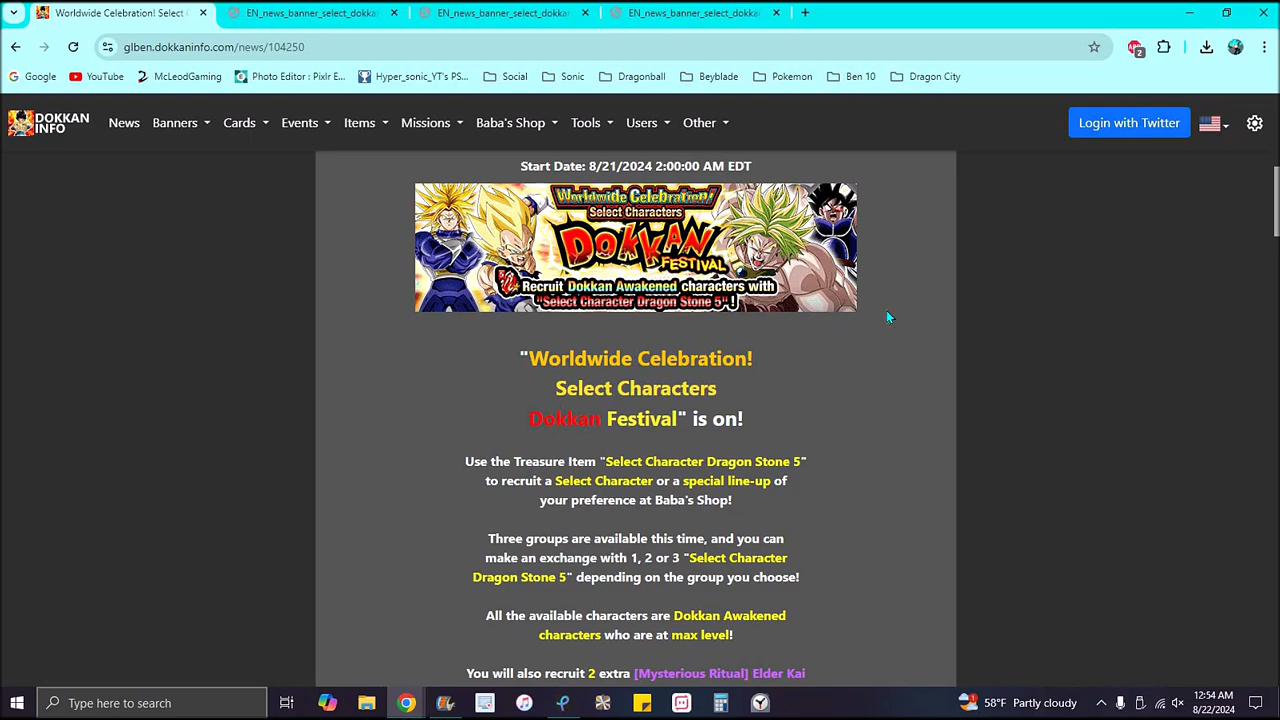 Worldwide Celebration! Select C
EN_news_banner_select_dokka
EN_news_banner_select_dokkan
EN_news_banner_select_dokka
glben.dokkaninfo.com/news/104250
2
Google
YouTube
McLeodGaming
Photo Editor : Pixlr E...
Hyper_sonic_YT's PS...
Social
Sonic
Dragonball
Beyblade
Pokemon
Ben 10
Dragon City
DOKKAN
INFO
News
Banners
Cards
Events
Items
Missions
Baba's Shop
Tools
Users
Other
Login with Twitter
Start Date: 8/21/2024 2:00:00 AM EDT
Worldwide Celebration!
Select Characters
DOKKAN
FESTIVAL
Recruit Dokkan Awakened characters with
"Select Character Dragon Stone 5"!
"Worldwide Celebration!
Select Characters
Dokkan Festival" is on!
Use the Treasure Item "Select Character Dragon Stone 5"
to recruit a Select Character or a special line-up of
your preference at Baba's Shop!
Three groups are available this time, and you can
make an exchange with 1, 2 or 3 "Select Character
Dragon Stone 5" depending on the group you choose!
All the available characters are Dokkan Awakened
characters who are at max level!
You will also recruit 2 extra [Mysterious Ritual] Elder Kai
Type here to search
58°F Partly cloudy
12:54 AM
8/22/2024